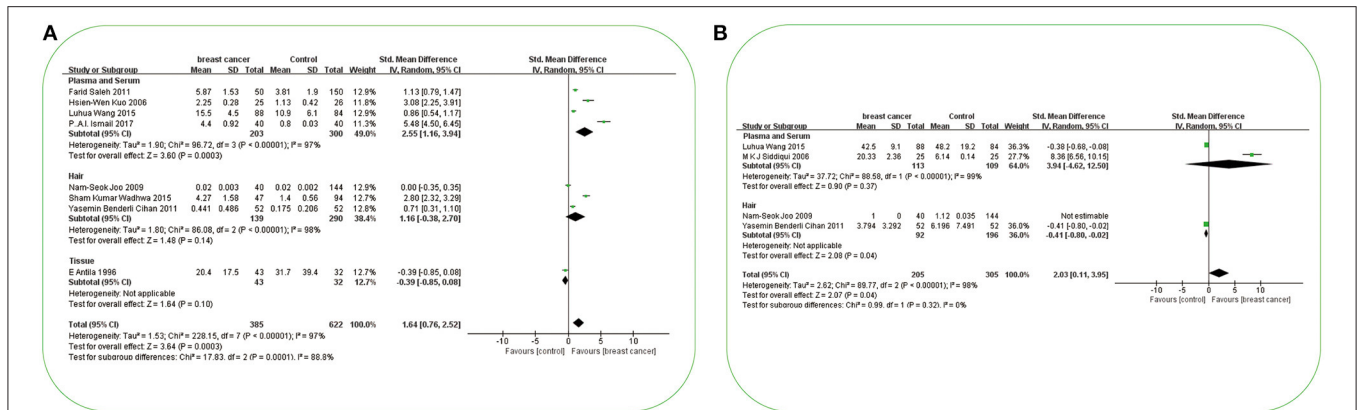 A
breast cancer Control Std. Mean Difference Std. Mean Difference
Study or Subgroup Mean SD Total Mean SD Total Weight IV, Random, 95% CI IV, Random, 95% CI
Plasma and Serum
Farid Saleh 2011 5.87 1.53 50 3.81 1.9 150 12.9% 1.13 [0.79, 1.47]
Hsien-Wen Kuo 2006 2.25 0.28 25 1.13 0.42 26 12.0% 3.08 [2.25, 3.91]
Luhua Wang 2015 15.5 4.5 88 10.9 6.1 84 12.9% 0.86 [0.54, 1.17]
P.A.I. Ismail 2017 4.4 0.92 40 0.8 0.03 40 11.3% 5.48 [4.50, 6.45]
Subtotal (95% CI) 203 300 49.0% 2.55 [1.16, 3.94]
Heterogeneity: Tau² = 1.90; Chi² = 96.72, df = 3 (P < 0.00001); I² = 97%
Test for overall effect: Z = 3.60 (P = 0.0003)
Hair
Nam-Seok Joo 2009 0.02 0.003 40 0.02 0.002 144 12.9% 0.00 [-0.35, 0.35]
Sham Kumar Wadhwa 2015 4.27 1.58 47 1.4 0.56 94 12.7% 2.80 [2.32, 3.29]
Yasemin Benderli Cihan 2011 0.441 0.486 52 0.175 0.206 52 12.8% 0.71 [0.31, 1.10]
Subtotal (95% CI) 139 290 38.4% 1.16 [-0.38, 2.70]
Heterogeneity: Tau² = 1.80; Chi² = 86.08, df = 2 (P < 0.00001); I² = 98%
Test for overall effect: Z = 1.48 (P = 0.14)
Tissue
E Antila 1996 20.4 17.5 43 31.7 39.4 32 12.7% -0.39 [-0.85, 0.08]
Subtotal (95% CI) 43 32 12.7% -0.39 [-0.85, 0.08]
Heterogeneity: Not applicable
Test for overall effect: Z = 1.64 (P = 0.10)
Total (95% CI) 385 622 100.0% 1.64 [0.76, 2.52]
Heterogeneity: Tau² = 1.53; Chi² = 228.15, df = 7 (P < 0.00001); I² = 97%
Test for overall effect: Z = 3.64 (P = 0.0003)
Test for subgroup differences: Chi² = 17.83, df = 2 (P = 0.0001), I² = 88.8%
-10 -5 0 5 10
Favours [control] Favours [breast cancer]
B
breast cancer Control Std. Mean Difference Std. Mean Difference
Study or Subgroup Mean SD Total Mean SD Total Weight IV, Random, 95% CI IV, Random, 95% CI
Plasma and Serum
Luhua Wang 2015 42.5 9.1 88 48.2 19.2 84 36.3% -0.38 [-0.68, -0.08]
M K J Siddiqui 2006 20.33 2.36 25 6.14 0.14 25 27.7% 8.36 [6.56, 10.15]
Subtotal (95% CI) 113 109 64.0% 3.94 [-4.62, 12.50]
Heterogeneity: Tau² = 37.72; Chi² = 88.58, df = 1 (P < 0.00001); I² = 99%
Test for overall effect: Z = 0.90 (P = 0.37)
Hair
Nam-Seok Joo 2009 1 0 40 1.12 0.035 144 Not estimable
Yasemin Benderli Cihan 2011 3.794 3.292 52 6.196 7.491 52 36.0% -0.41 [-0.80, -0.02]
Subtotal (95% CI) 92 196 36.0% -0.41 [-0.80, -0.02]
Heterogeneity: Not applicable
Test for overall effect: Z = 2.08 (P = 0.04)
Total (95% CI) 205 305 100.0% 2.03 [0.11, 3.95]
Heterogeneity: Tau² = 2.62; Chi² = 89.77, df = 2 (P < 0.00001); I² = 98%
Test for overall effect: Z = 2.07 (P = 0.04)
Test for subgroup differences: Chi² = 0.99, df = 1 (P = 0.32), I² = 0%
-10 -5 0 5 10
Favours [control] Favours [breast cancer]